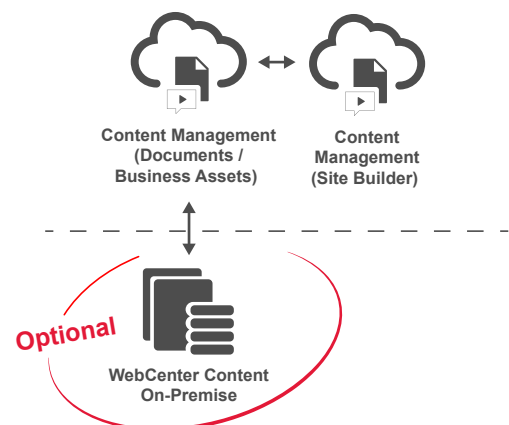 Content Management
(Documents /
Business Assets)
Content
Management
(Site Builder)
Optional
WebCenter Content
On-Premise